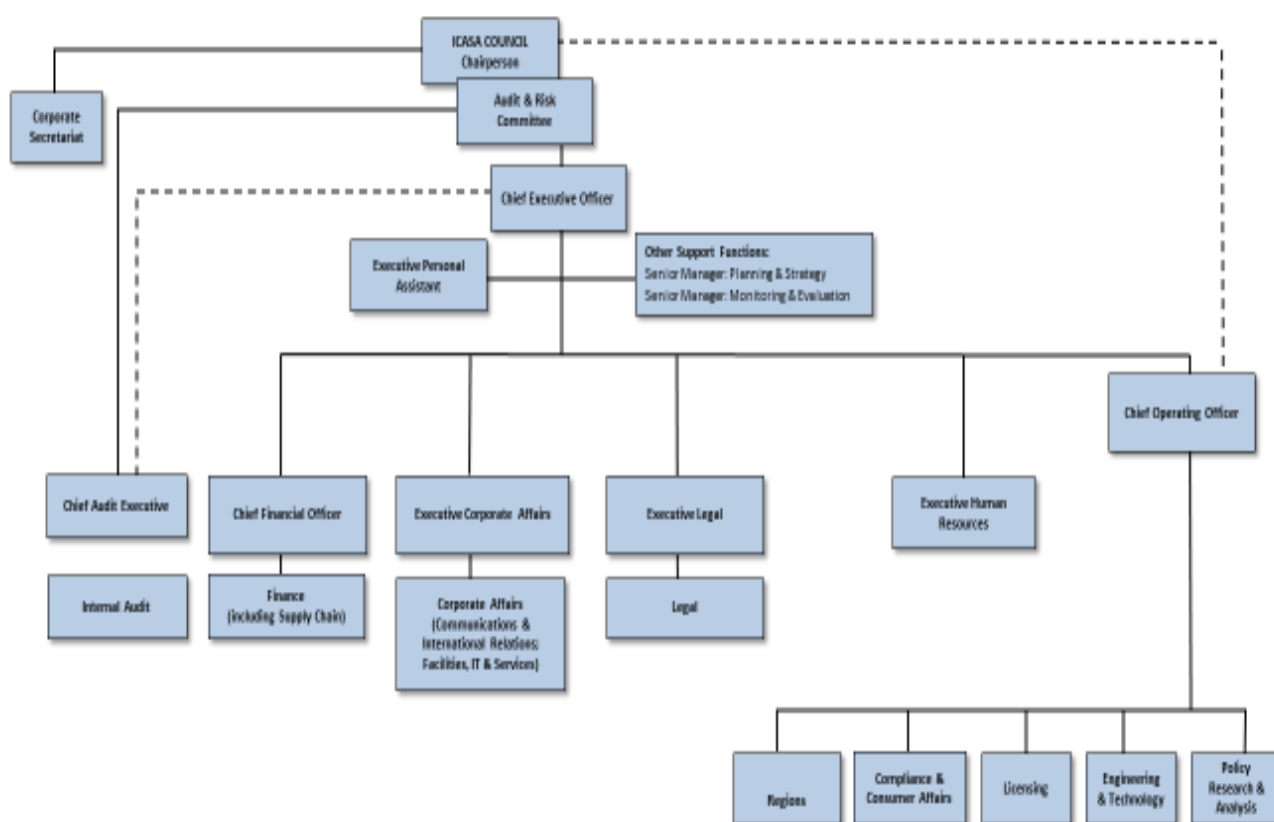 ICASA COUNCIL
Chairperson
Corporate
Secretariat
Audit & Risk
Committee
Chief Executive Officer
Executive Personal
Assistant
Other Support Functions:
Senior Manager: Planning & Strategy
Senior Manager: Monitoring & Evaluation
Chief Operating Officer
Chief Audit Executive
Chief Financial Officer
Executive Corporate Affairs
Executive Legal
Executive Human
Resources
Internal Audit
Finance
(including Supply Chain)
Corporate Affairs
(Communications &
International Relations;
Facilities, IT & Services)
Legal
Regions
Compliance &
Consumer Affairs
Licensing
Engineering
& Technology
Policy
Research &
Analysis